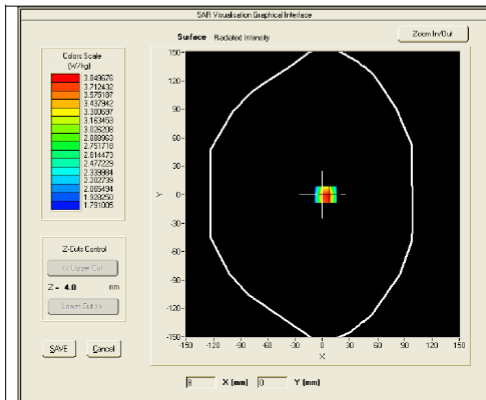 SAR Visualisation Graphical Interface
Surface Radiated Intensity
Zoom In/Out
Colors Scale
(W/kg)
3.849676
3.712432
3.575187
3.437942
3.300697
3.163453
3.026208
2.888963
2.751718
2.614473
2.477229
2.339984
2.202739
2.065494
1.928250
1.791005
Z-Cuts Control
<< Upper Cut
Z = 4.0 mm
Lower Cut >>
SAVE
Cancel
150
120
90
60
30
Y
0
-30
-60
-90
-120
-150
-150 -120 -90 -60 -30 0 30 60 90 120 150
X
8 X (mm) 0 Y (mm)